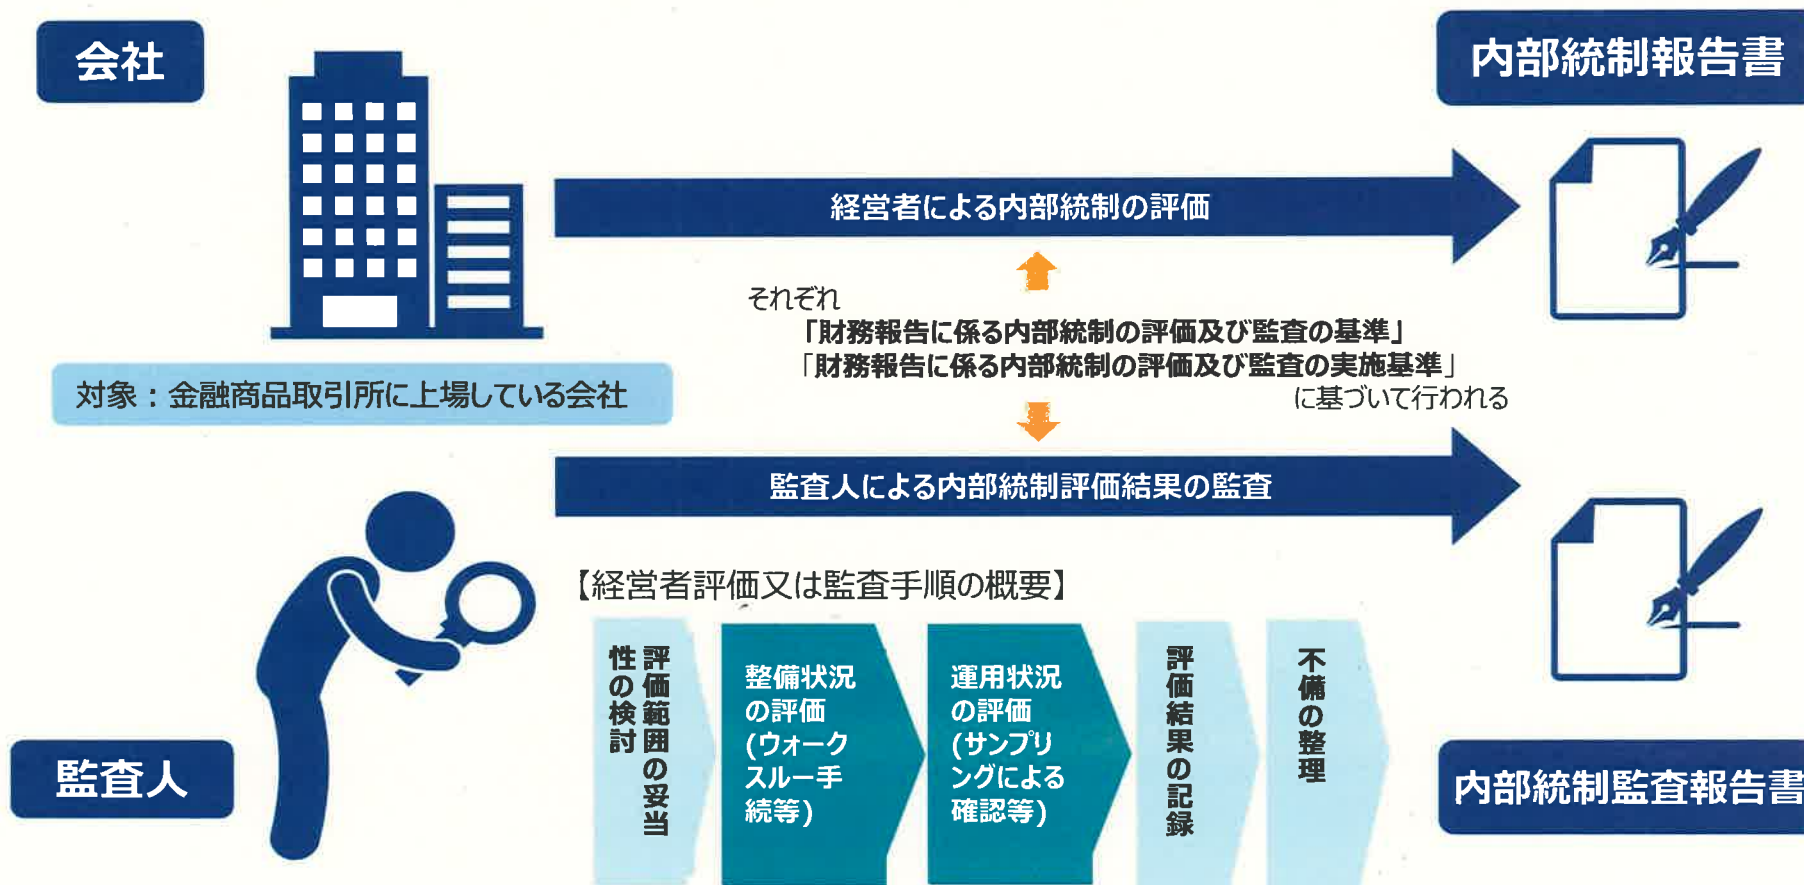 会社
内部統制報告書
経営者による内部統制の評価
それぞれ
「財務報告に係る内部統制の評価及び監査の基準」
「財務報告に係る内部統制の評価及び監査の実施基準」
に基づいて行われる
対象：金融商品取引所に上場している会社
監査人による内部統制評価結果の監査
【経営者評価又は監査手順の概要】
評価範囲の妥当
性の検討
整備状況
の評価
(ウォーク
スルー手
続等)
運用状況
の評価
(サンプリ
ングによる
確認等)
評価結果の記録
不備の整理
監査人
内部統制監査報告書